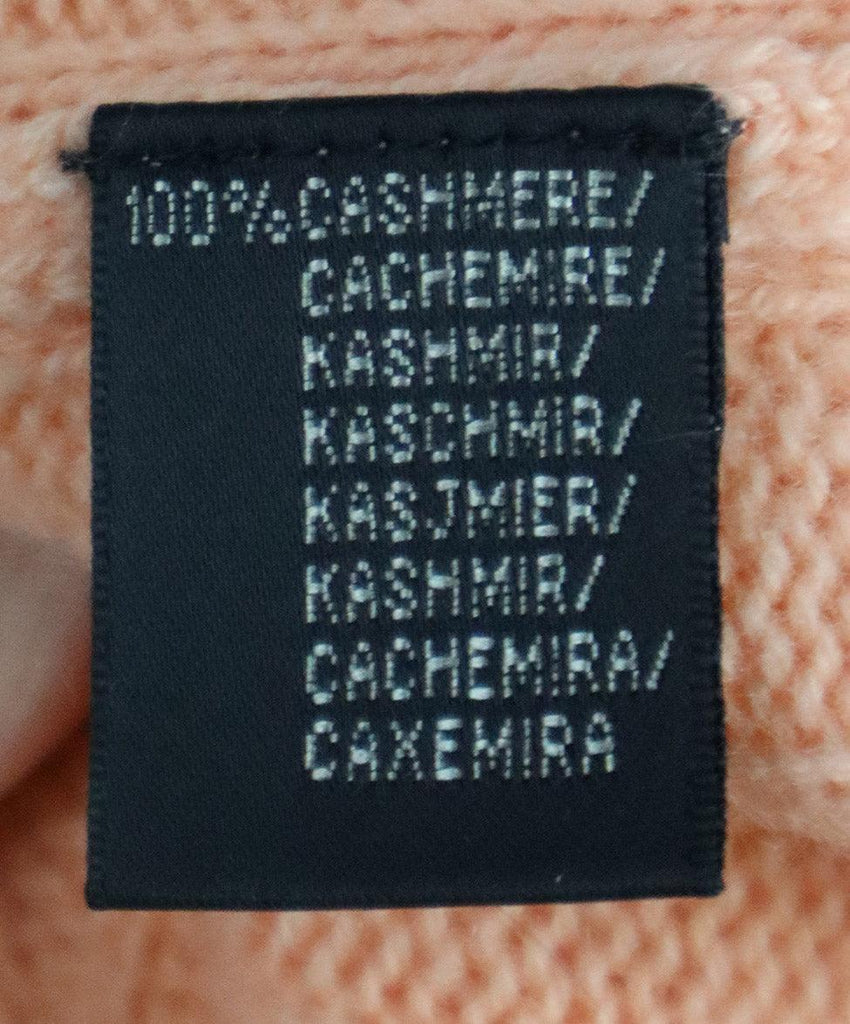 100% CASHMERE/
CACHEMIRE/
KASHMIR/
KASCHMIR/
KASJMIER/
KASHMIR/
CACHEMIRA/
CAXEMIRA